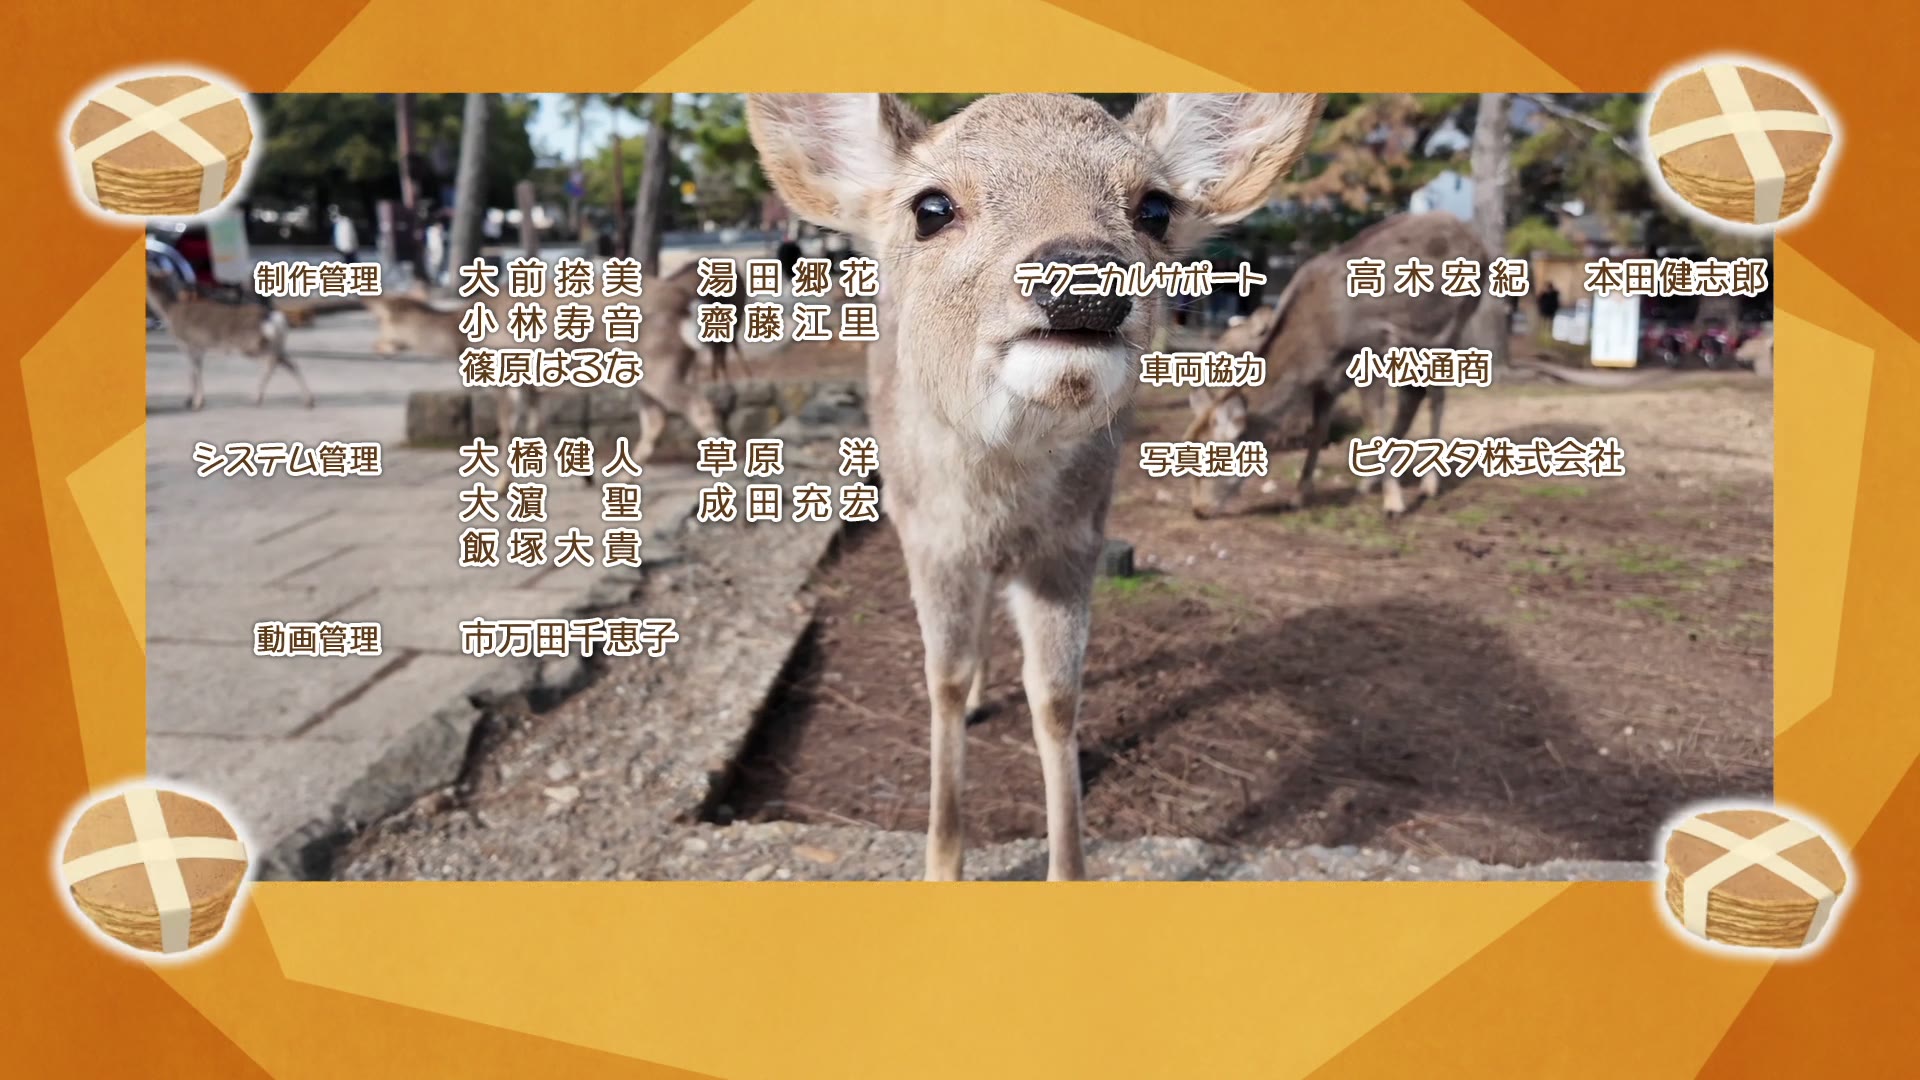 制作管理 大前捺美 湯田郷花
小林寿音 齋藤江里
篠原はるな
システム管理 大橋健人 草原 洋
大濵 聖 成田充宏
飯塚大貴
動画管理 市万田千恵子
テクニカルサポート 高木宏紀 本田健志郎
車両協力 小松通商
写真提供 ピクスタ株式会社